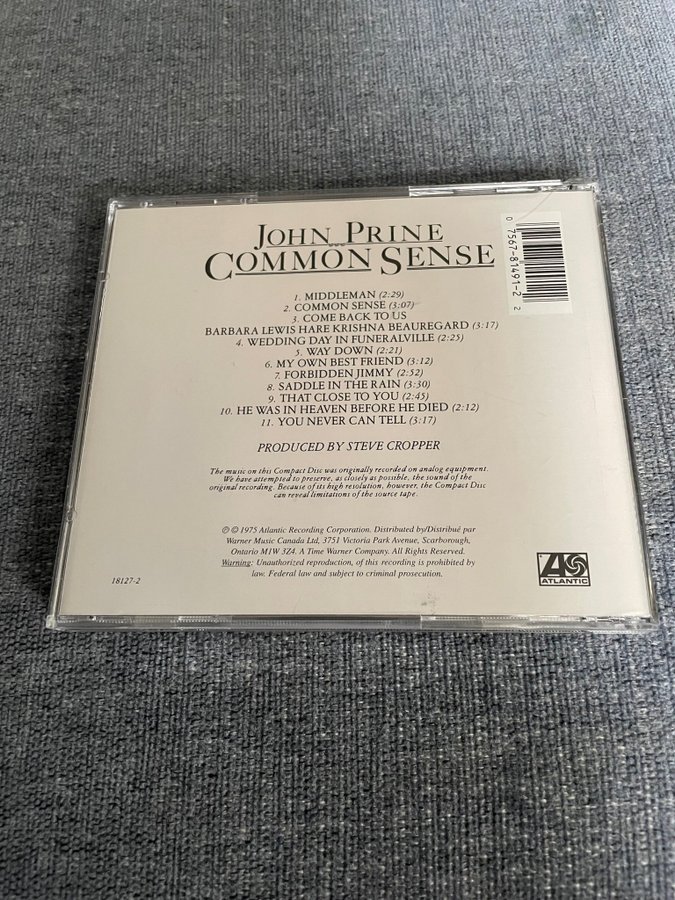 JOHN PRINE
COMMON SENSE
1. MIDDLEMAN (2:29)
2. COMMON SENSE (3:07)
3. COME BACK TO US
BARBARA LEWIS HARE KRISHNA BEAUREGARD (3:17)
4. WEDDING DAY IN FUNERALVILLE (2:25)
5. WAY DOWN (2:21)
6. MY OWN BEST FRIEND (3:12)
7. FORBIDDEN JIMMY (2:52)
8. SADDLE IN THE RAIN (3:30)
9. THAT CLOSE TO YOU (2:45)
10. HE WAS IN HEAVEN BEFORE HE DIED (2:12)
11. YOU NEVER CAN TELL (3:17)
PRODUCED BY STEVE CROPPER
The music on this Compact Disc was originally recorded on analog equipment.
We have attempted to preserve, as closely as possible, the sound of the
original recording. Because of its high resolution, however, the Compact Disc
can reveal limitations of the source tape.
℗ © 1975 Atlantic Recording Corporation. Distributed by/Distribué par
Warner Music Canada Ltd, 3751 Victoria Park Avenue, Scarborough,
Ontario M1W 3Z4. A Time Warner Company. All Rights Reserved.
Warning: Unauthorized reproduction, of this recording is prohibited by
law. Federal law and subject to criminal prosecution.
18127-2
ATLANTIC
0 7567-81491-2 2